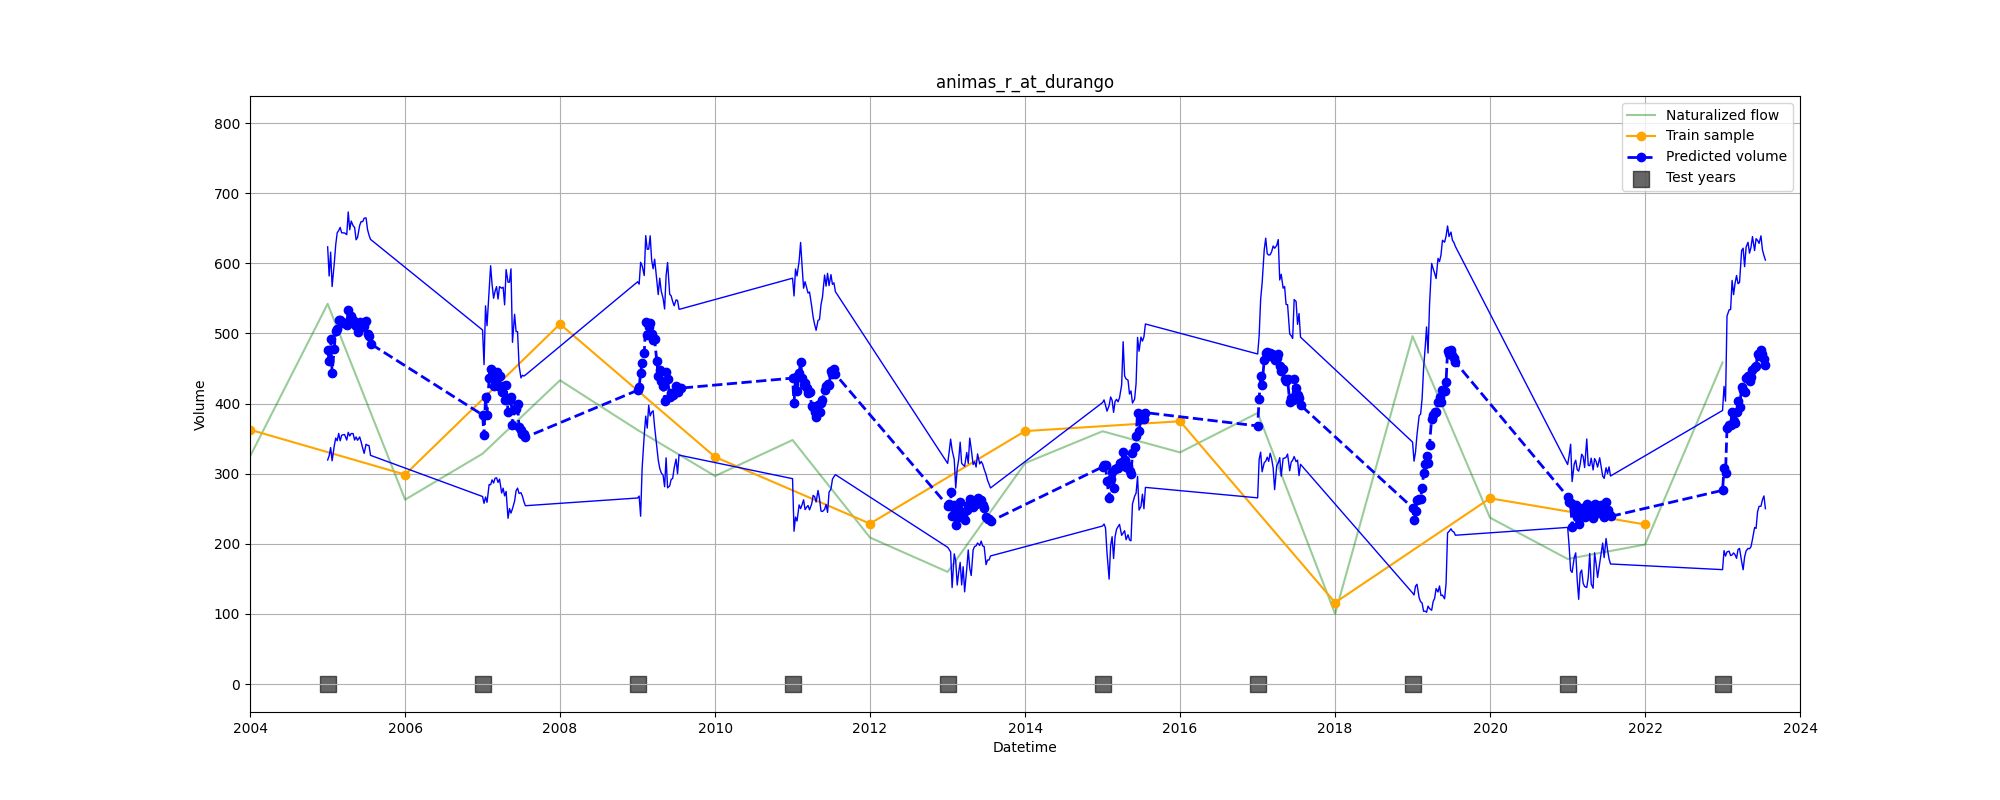 animas_r_at_durango
Naturalized flow
Train sample
Predicted volume
Test years
Volume
800
700
600
500
400
300
200
100
0
2004 2006 2008 2010 2012 2014 2016 2018 2020 2022 2024
Datetime